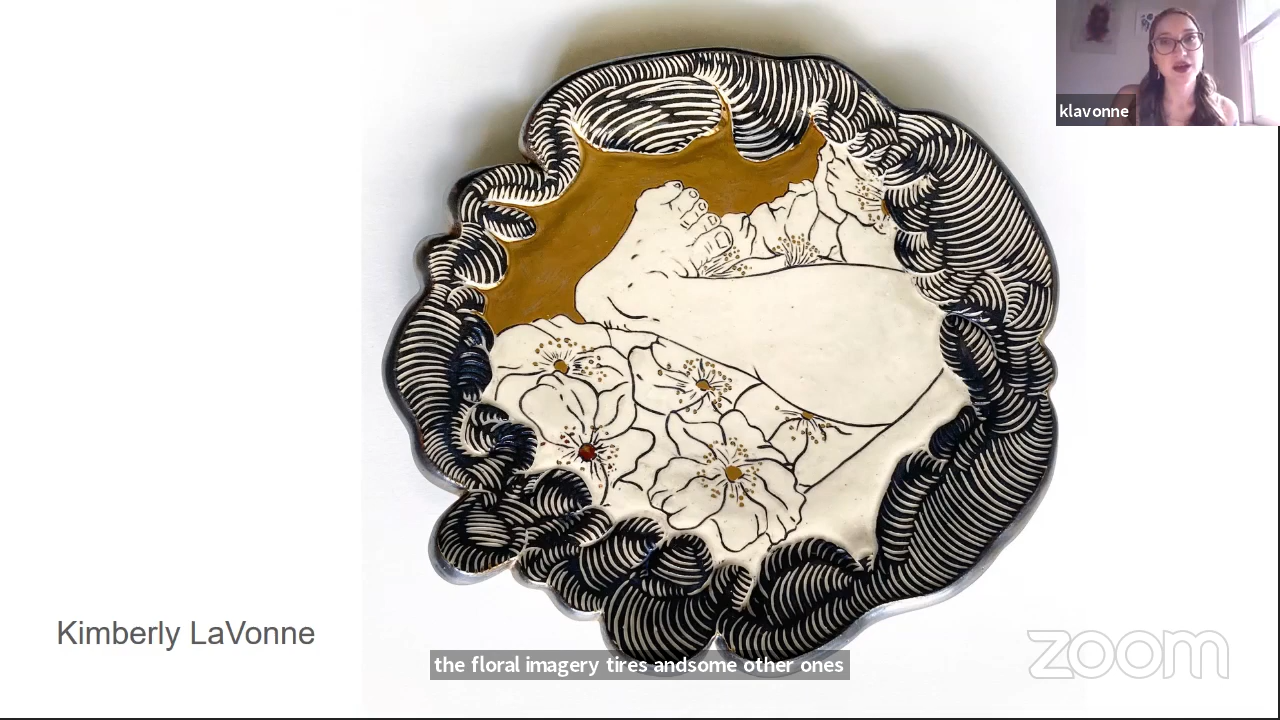 klavonne
Kimberly LaVonne
the floral imagery tires andsome other ones
zoom